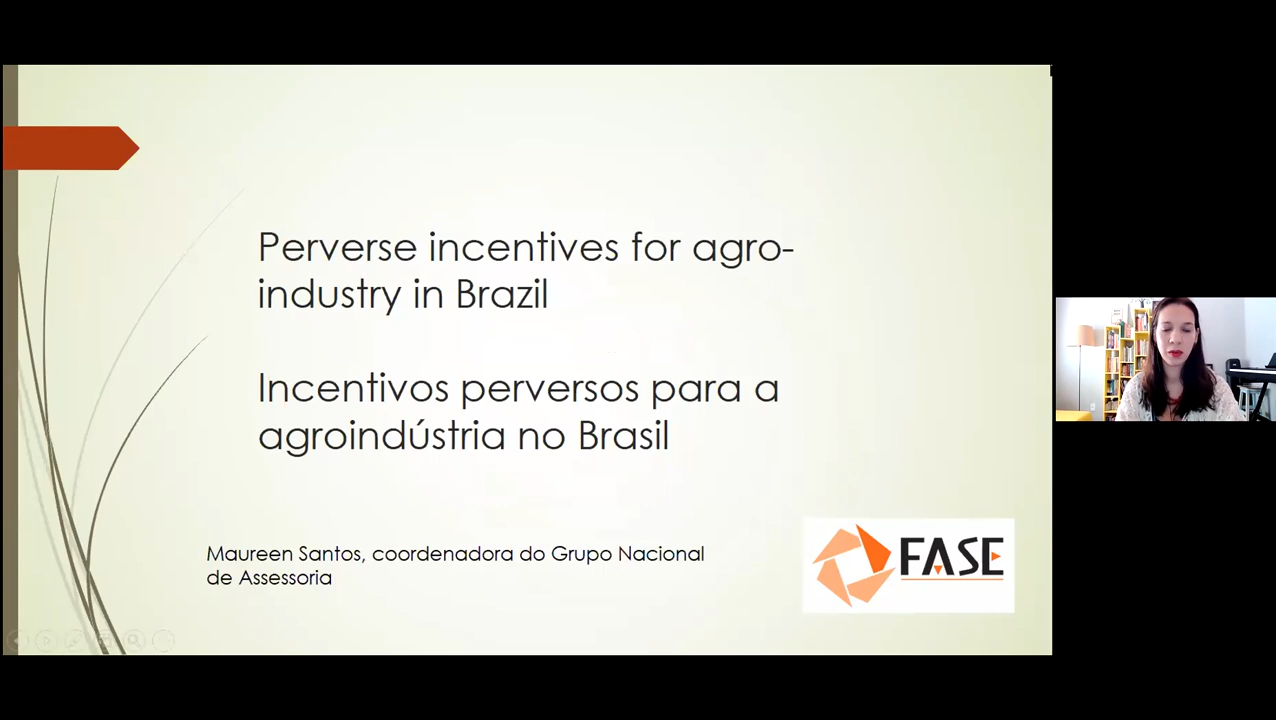 Perverse incentives for agro-
industry in Brazil
Incentivos perversos para a
agroindústria no Brasil
Maureen Santos, coordenadora do Grupo Nacional
de Assessoria
FASE